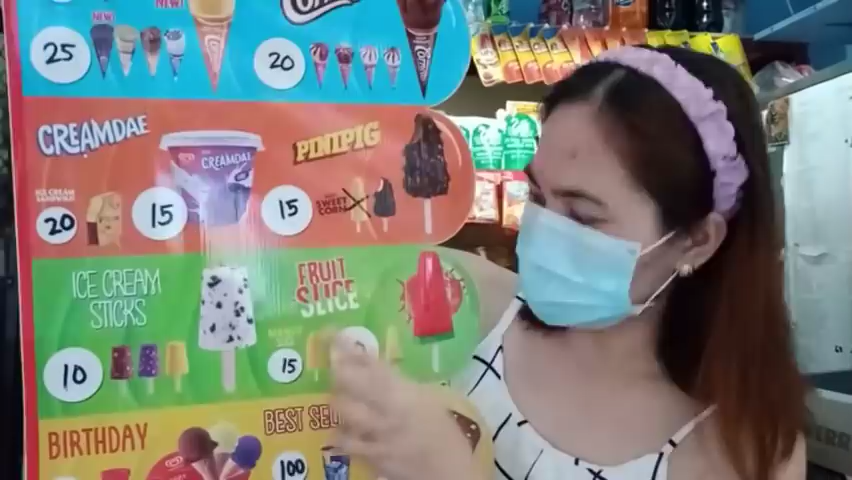 NEW!
NEW!
25
20
CREAMDAE
CREAMDAE
PINIPIG
ICE CREAM
SANDWICH
20
15
15
SWEET
CORN
ICE CREAM
STICKS
FRUIT
SLICE
10
15
BIRTHDAY
BEST SEL
100